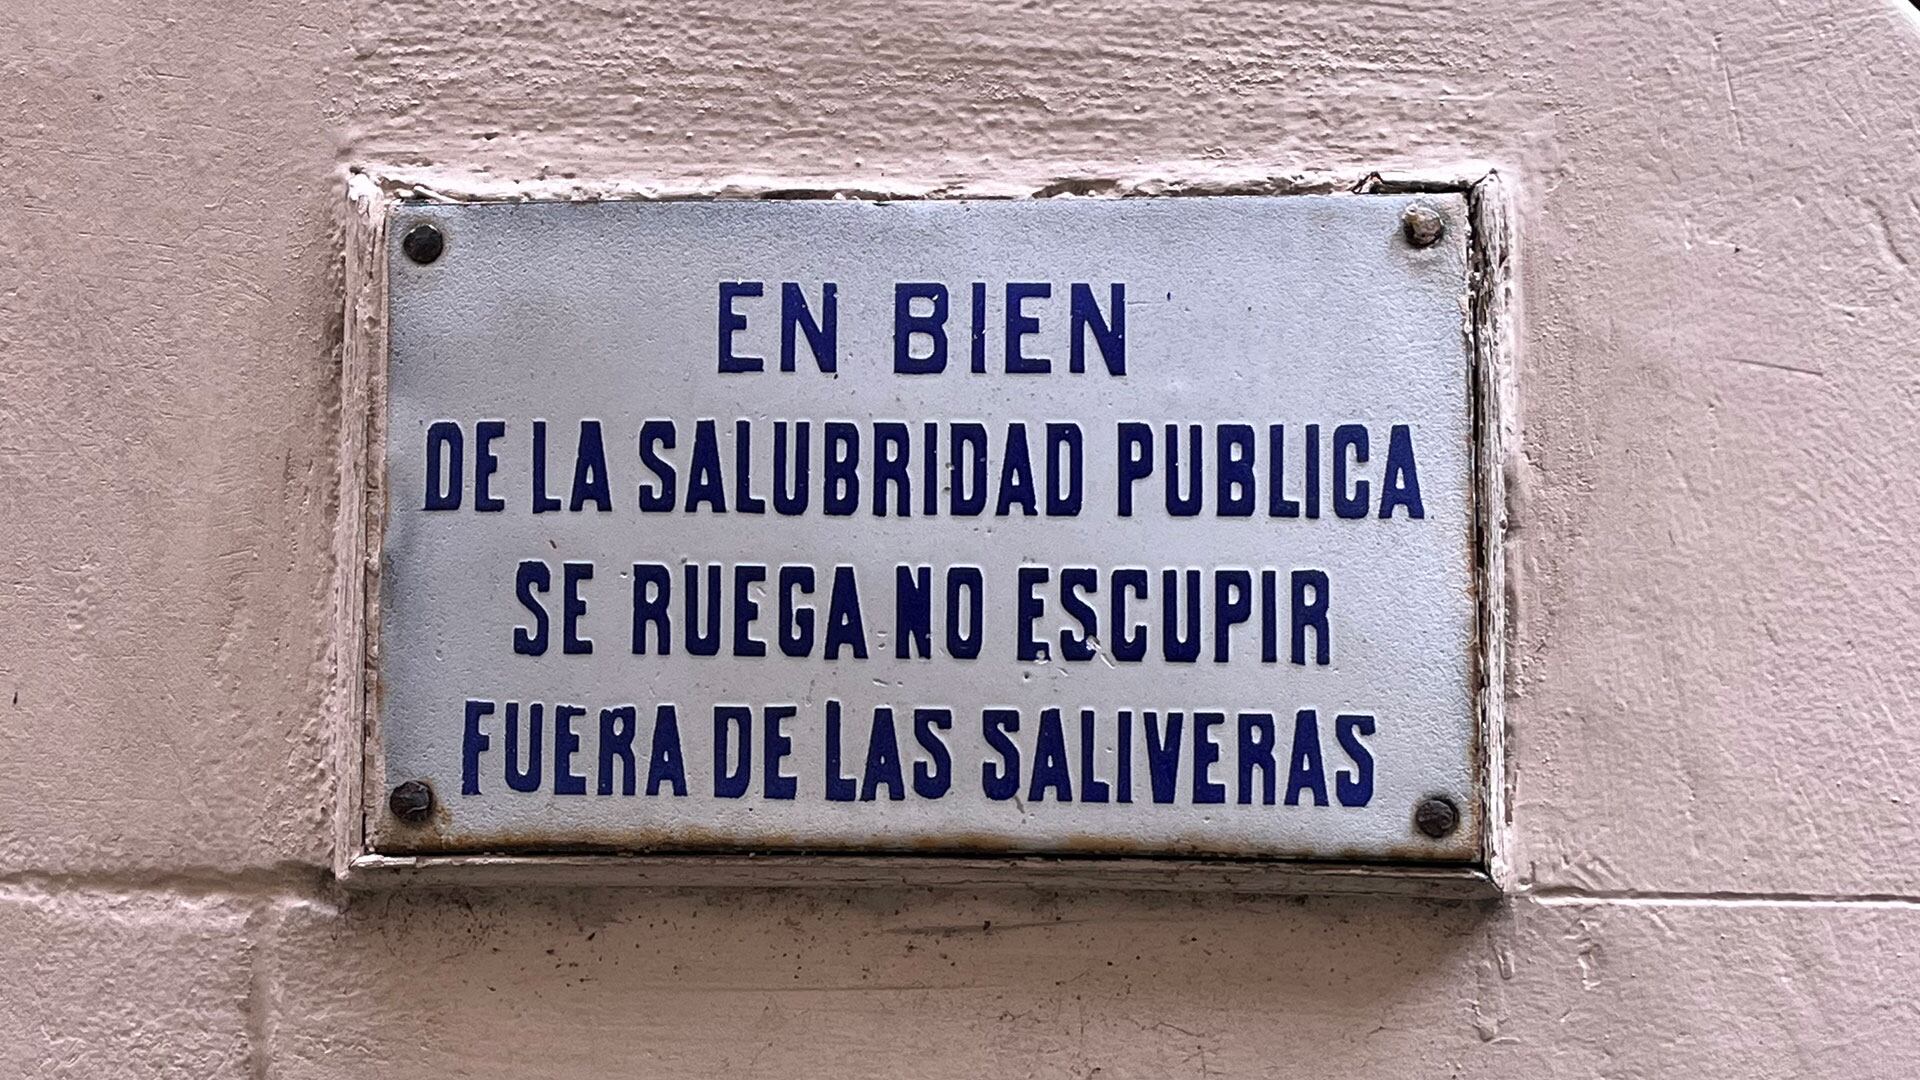 EN BIEN
DE LA SALUBRIDAD PUBLICA
SE RUEGA NO ESCUPIR
FUERA DE LAS SALIVERAS